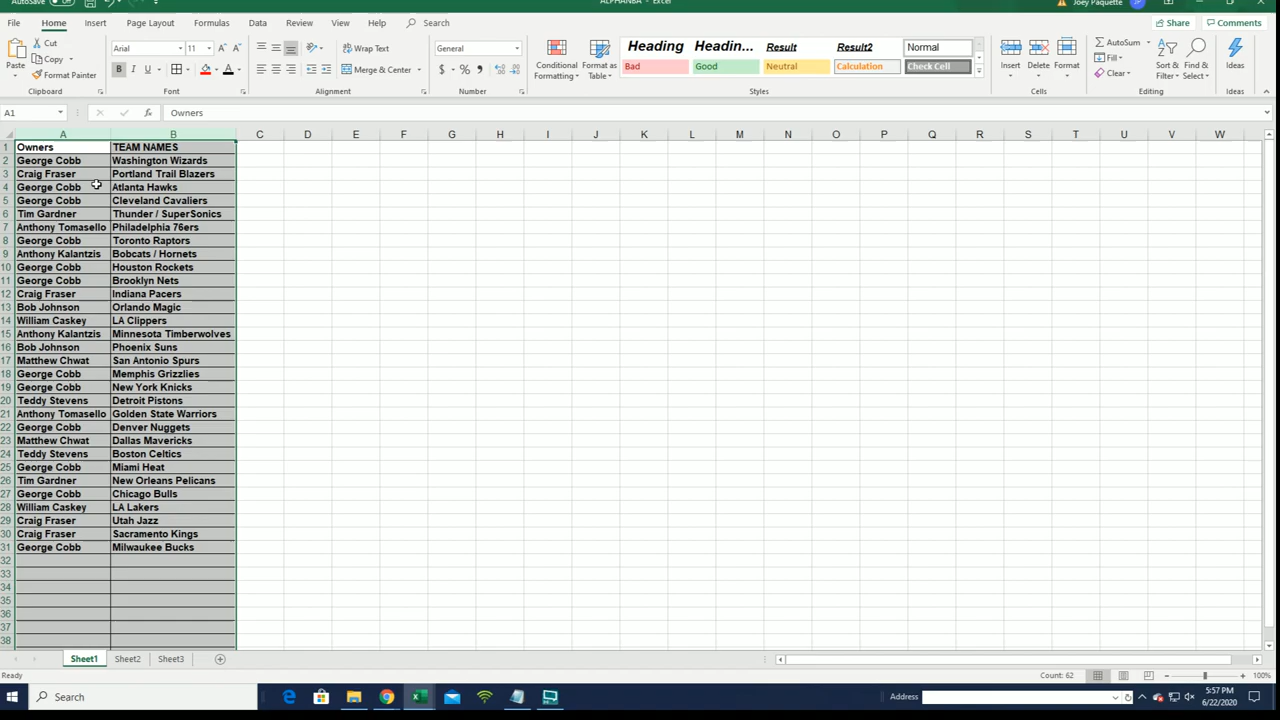 AutoSave Off
ALPHANBA - Excel
Joey Paquette JP
File Home Insert Page Layout Formulas Data Review View Help Search
Share Comments
Paste Cut Copy Format Painter
Arial 11 A A
B I U A
Wrap Text
Merge & Center
General
$ % 9
Conditional Formatting Format as Table
Heading Headin... Result Result2 Normal
Bad Good Neutral Calculation Check Cell
Insert Delete Format
AutoSum Fill Clear
Sort & Filter Find & Select
Ideas
Clipboard Font Alignment Number Styles Cells Editing Ideas
A1 fx Owners
A B C D E F G H I J K L M N O P Q R S T U V W
1 Owners TEAM NAMES
2 George Cobb Washington Wizards
3 Craig Fraser Portland Trail Blazers
4 George Cobb Atlanta Hawks
5 George Cobb Cleveland Cavaliers
6 Tim Gardner Thunder / SuperSonics
7 Anthony Tomasello Philadelphia 76ers
8 George Cobb Toronto Raptors
9 Anthony Kalantzis Bobcats / Hornets
10 George Cobb Houston Rockets
11 George Cobb Brooklyn Nets
12 Craig Fraser Indiana Pacers
13 Bob Johnson Orlando Magic
14 William Caskey LA Clippers
15 Anthony Kalantzis Minnesota Timberwolves
16 Bob Johnson Phoenix Suns
17 Matthew Chwat San Antonio Spurs
18 George Cobb Memphis Grizzlies
19 George Cobb New York Knicks
20 Teddy Stevens Detroit Pistons
21 Anthony Tomasello Golden State Warriors
22 George Cobb Denver Nuggets
23 Matthew Chwat Dallas Mavericks
24 Teddy Stevens Boston Celtics
25 George Cobb Miami Heat
26 Tim Gardner New Orleans Pelicans
27 George Cobb Chicago Bulls
28 William Caskey LA Lakers
29 Craig Fraser Utah Jazz
30 Craig Fraser Sacramento Kings
31 George Cobb Milwaukee Bucks
32
33
34
35
36
37
38
Sheet1 Sheet2 Sheet3
Ready Count: 62 100%
Search Address 5:57 PM
6/22/2020